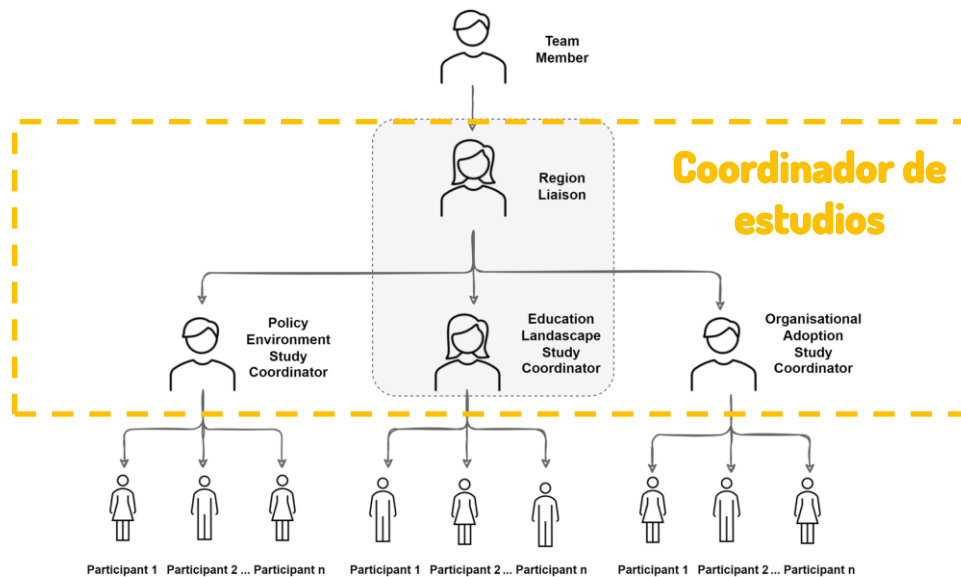 Team
Member
Region
Liaison
Coordinador de
estudios
Policy
Environment
Study
Coordinator
Education
Landascape
Study
Coordinator
Organisational
Adoption
Study
Coordinator
Participant 1 Participant 2 ... Participant n
Participant 1 Participant 2... Participant n
Participant 1 Participant 2 ... Participant n